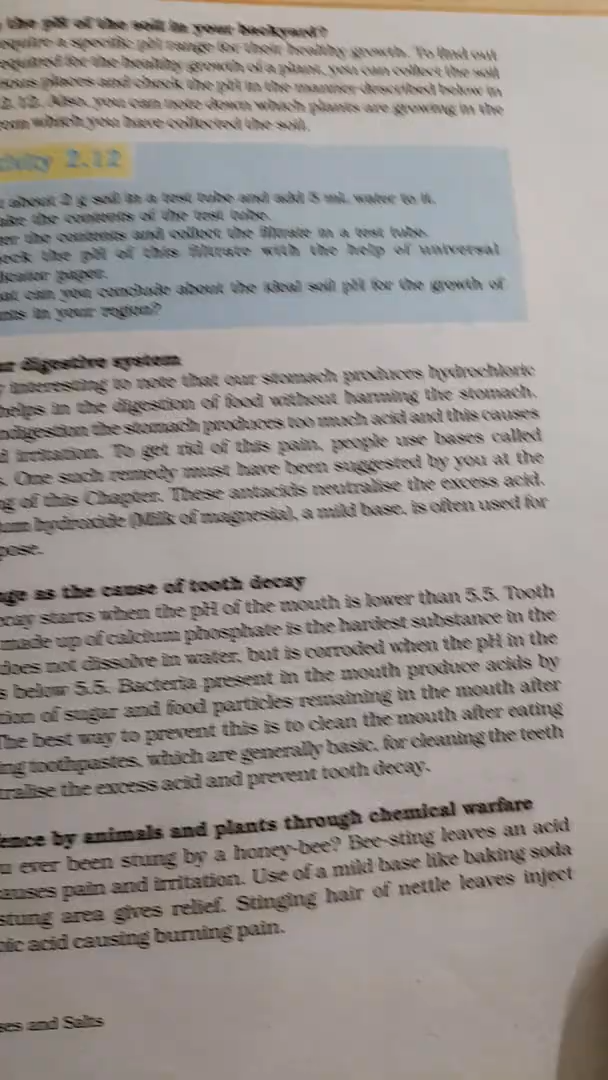 the pH of the soil in your backyard?
require a specific pH range for their healthy growth. To find out
required for the healthy growth of a plant, you can collect the soil
places and check the pH in the manner described below in
2.12. Also, you can note down which plants are growing in the
from which you have collected the soil.
2.12
about 2 g soil in a test tube and add 5 mL water to it.
the contents of the test tube.
the contents and collect the filtrate in a test tube.
the pH of this filtrate with the help of universal
paper.
can you conclude about the ideal soil pH for the growth of
in your region?
digestive system
interesting to note that our stomach produces hydrochloric
helps in the digestion of food without harming the stomach.
ndigestion the stomach produces too much acid and this causes
d irritation. To get rid of this pain, people use bases called
. One such remedy must have been suggested by you at the
g of this Chapter. These antacids neutralise the excess acid.
um hydroxide (Milk of magnesia), a mild base, is often used for
pose.
nge as the cause of tooth decay
ecay starts when the pH of the mouth is lower than 5.5. Tooth
made up of calcium phosphate is the hardest substance in the
does not dissolve in water, but is corroded when the pH in the
s below 5.5. Bacteria present in the mouth produce acids by
tion of sugar and food particles remaining in the mouth after
The best way to prevent this is to clean the mouth after eating
ng toothpastes, which are generally basic, for cleaning the teeth
tralise the excess acid and prevent tooth decay.
ence by animals and plants through chemical warfare
u ever been stung by a honey-bee? Bee-sting leaves an acid
auses pain and irritation. Use of a mild base like baking soda
stung area gives relief. Stinging hair of nettle leaves inject
ic acid causing burning pain.
ses and Salts